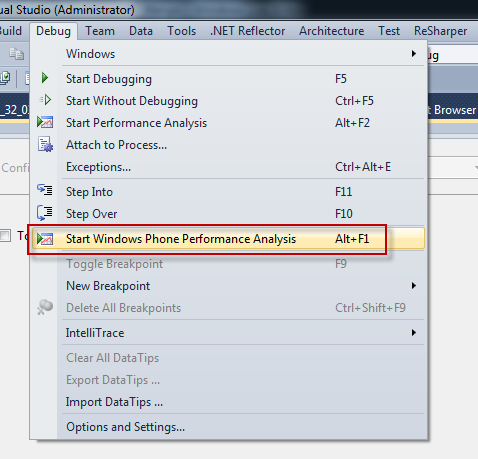 ual Studio (Administrator)
Build Debug Team Data Tools .NET Reflector Architecture Test ReSharper
Windows ug
Start Debugging F5
_32_0 Start Without Debugging Ctrl+F5 t Browser
Start Performance Analysis Alt+F2
Attach to Process...
Confi Exceptions... Ctrl+Alt+E
Step Into F11
Step Over F10
To Start Windows Phone Performance Analysis Alt+F1
Toggle Breakpoint F9
New Breakpoint
Delete All Breakpoints Ctrl+Shift+F9
IntelliTrace
Clear All DataTips
Export DataTips ...
Import DataTips ...
Options and Settings...